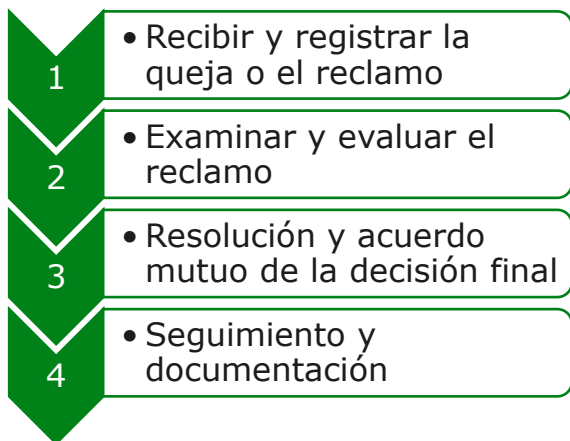 1
• Recibir y registrar la
queja o el reclamo
2
• Examinar y evaluar el
reclamo
3
• Resolución y acuerdo
mutuo de la decisión final
4
• Seguimiento y
documentación